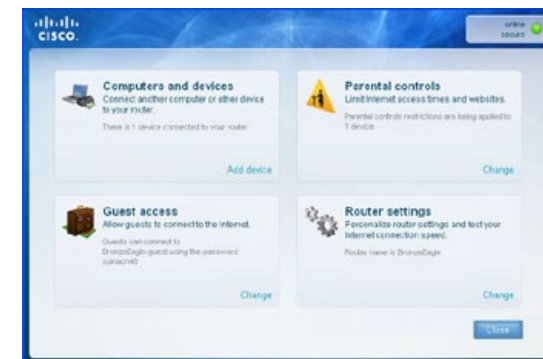 CISCO.
online
secure
Computers and devices
Connect another computer or other device
to your router.
There is 1 device connected to your router
Add device
Parental controls
Limit Internet access times and websites.
Parental controls restrictions are being applied to
1 device
Change
Guest access
Allow guests to connect to the Internet.
Guests can connect to
BronzeEagle-guest using the password
Change
Router settings
Personalize router settings and test your
Internet connection speed.
Router name is BronzeEagle
Change
Close